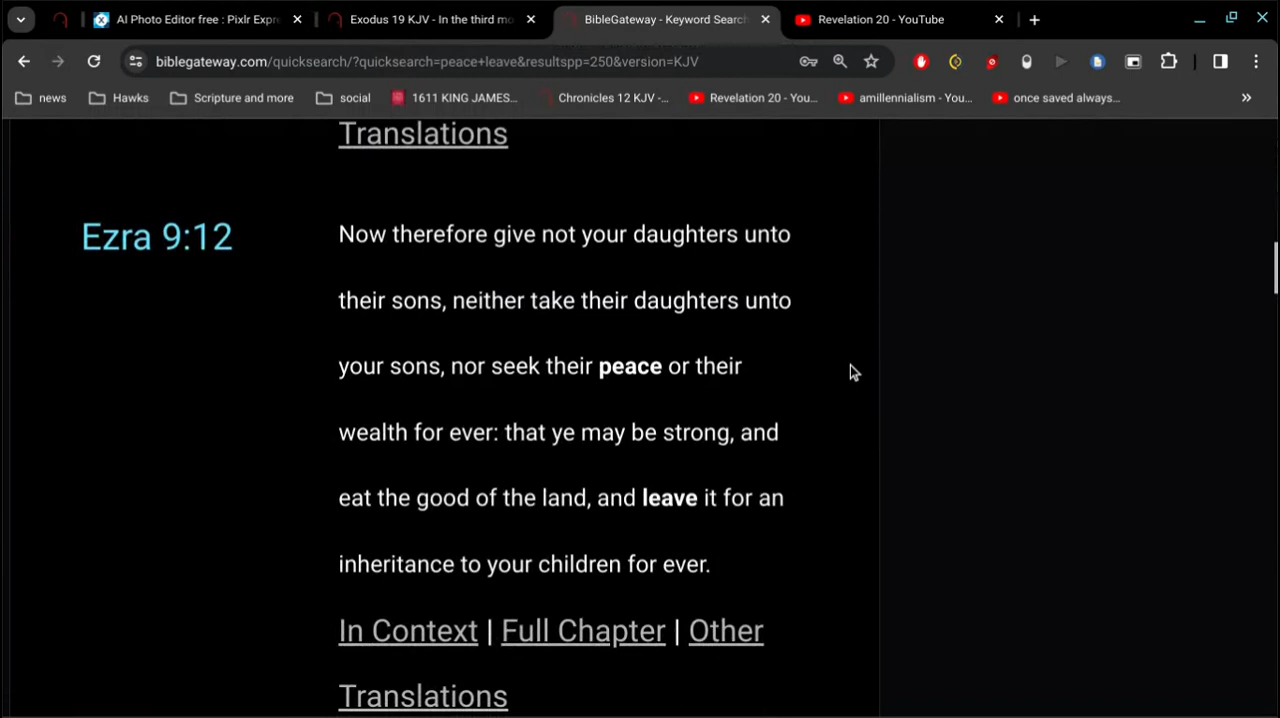 AI Photo Editor free : Pixlr Expre
Exodus 19 KJV - In the third mo
BibleGateway - Keyword Search
Revelation 20 - YouTube
biblegateway.com/quicksearch/?quicksearch=peace+leave&resultspp=250&version=KJV
news
Hawks
Scripture and more
social
1611 KING JAMES...
Chronicles 12 KJV -...
Revelation 20 - You...
amillennialism - You...
once saved always...
Translations
Ezra 9:12
Now therefore give not your daughters unto
their sons, neither take their daughters unto
your sons, nor seek their peace or their
wealth for ever: that ye may be strong, and
eat the good of the land, and leave it for an
inheritance to your children for ever.
In Context | Full Chapter | Other
Translations